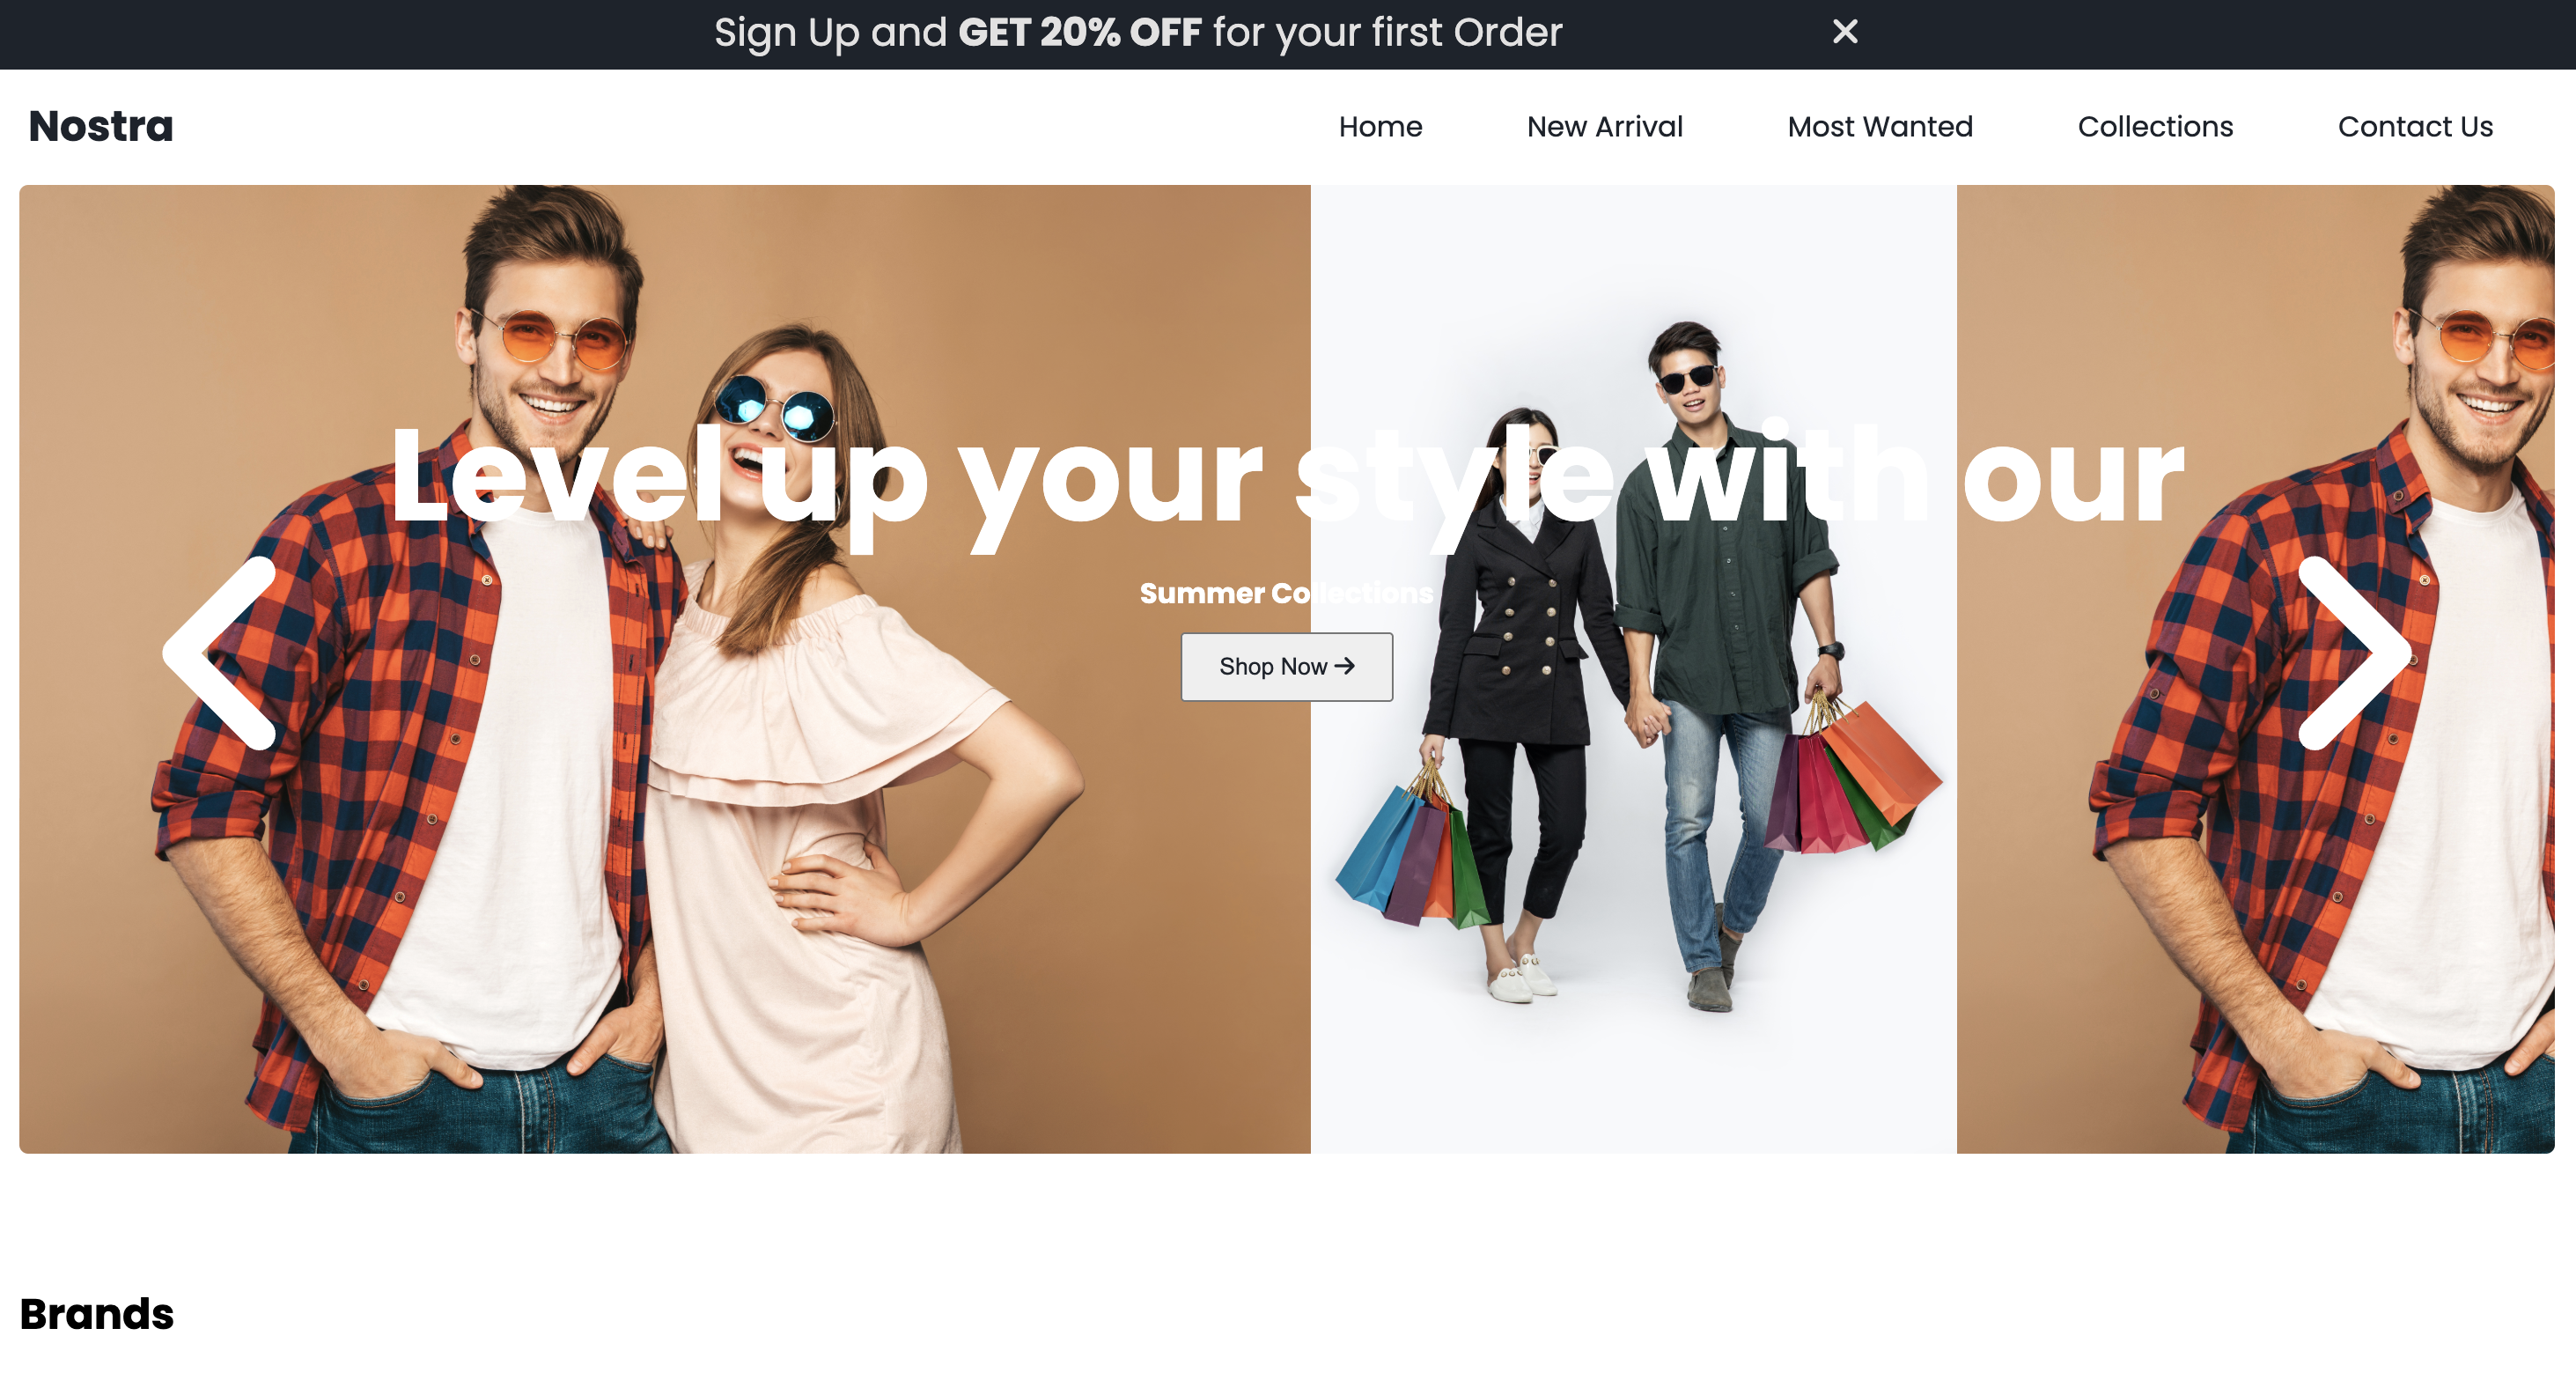 Sign Up and GET 20% OFF for your first Order
Nostra
Home New Arrival Most Wanted Collections Contact Us
Level up your style with our
Summer Collections
Shop Now →
Brands